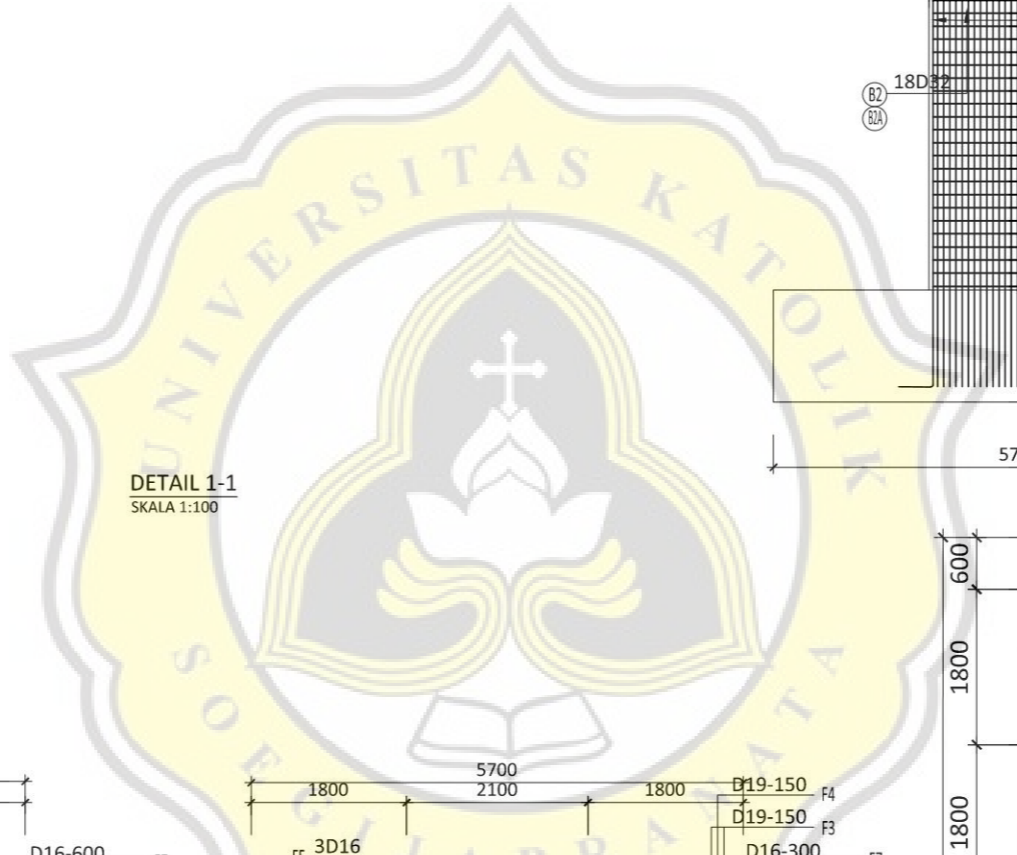 UNIVERSITAS KATOLIK
SOEGIJAPRANATA
18D32
B2
B2A
DETAIL 1-1
SKALA 1:100
600
1800
1800
5700
1800
2100
1800
D19-150
F4
D19-150
F3
D16-600
3D16
D16-300